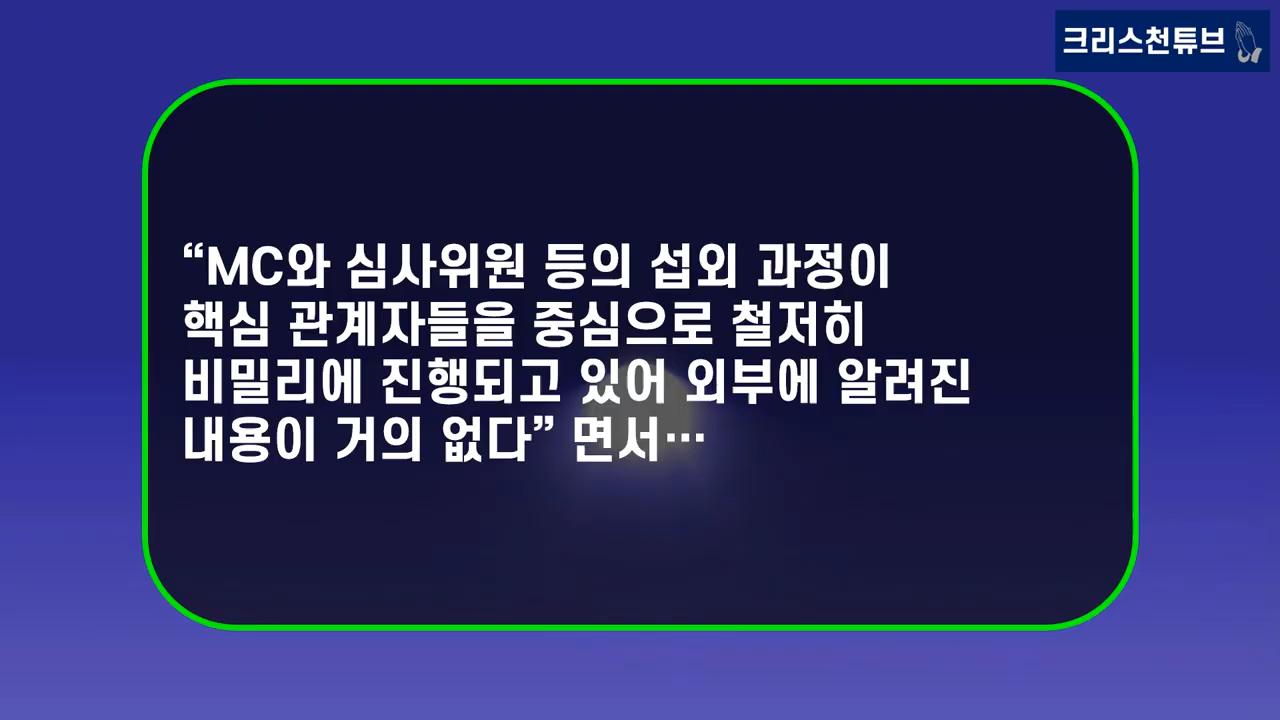 크리스천튜브
“MC와 심사위원 등의 섭외 과정이
핵심 관계자들을 중심으로 철저히
비밀리에 진행되고 있어 외부에 알려진
내용이 거의 없다” 면서…